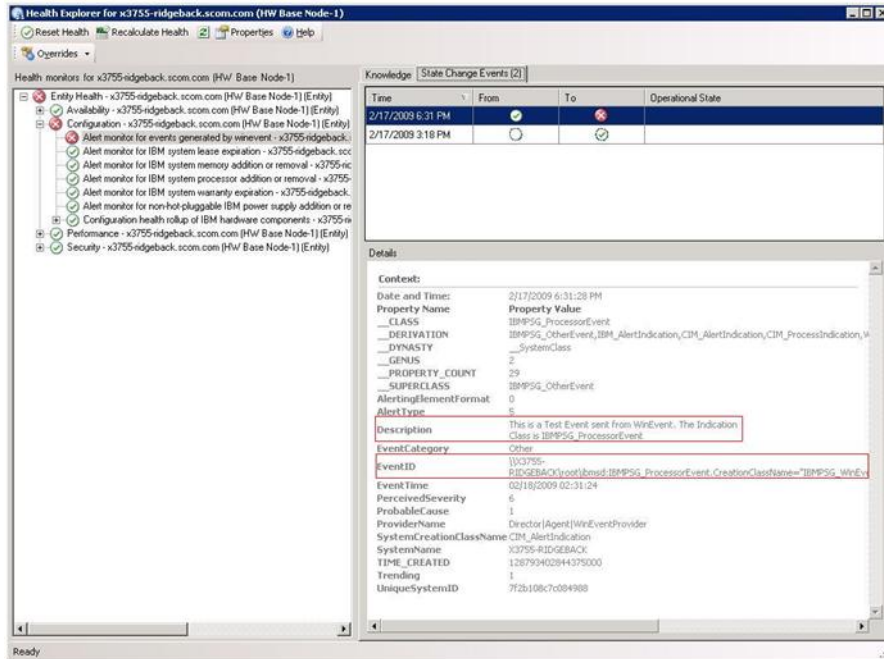 Health Explorer for x3755-ridgeback.scom.com (HW Base Node-1)
Reset Health Recalculate Health Properties Help
Overrides
Health monitors for x3755-ridgeback.scom.com (HW Base Node-1)
Entity Health - x3755-ridgeback.scom.com (HW Base Node-1) (Entity)
Availability - x3755-ridgeback.scom.com (HW Base Node-1) (Entity)
Configuration - x3755-ridgeback.scom.com (HW Base Node-1) (Entity)
Alert monitor for events generated by winevent - x3755-ridgeback.
Alert monitor for IBM system lease expiration - x3755-ridgeback.sco
Alert monitor for IBM system memory addition or removal - x3755-ric
Alert monitor for IBM system processor addition or removal - x3755-
Alert monitor for IBM system warranty expiration - x3755-ridgeback.
Alert monitor for non-hot-pluggable IBM power supply addition or re
Configuration health rollup of IBM hardware components - x3755-ri
Performance - x3755-ridgeback.scom.com (HW Base Node-1) (Entity)
Security - x3755-ridgeback.scom.com (HW Base Node-1) (Entity)
Knowledge State Change Events (2)
Time From To Operational State
2/17/2009 6:31 PM
2/17/2009 3:18 PM
Details
Context:
Date and Time: 2/17/2009 6:31:28 PM
Property Name Property Value
__CLASS IBMPSG_ProcessorEvent
__DERIVATION IBMPSG_OtherEvent,IBM_AlertIndication,CIM_AlertIndication,CIM_ProcessIndication,
__DYNASTY __SystemClass
__GENUS 2
__PROPERTY_COUNT 29
__SUPERCLASS IBMPSG_OtherEvent
AlertingElementFormat 0
AlertType 5
Description This is a Test Event sent from WinEvent. The Indication
Class is IBMPSG_ProcessorEvent
EventCategory Other
EventID \\X3755-
RIDGEBACK\root\ibmsd:IBMPSG_ProcessorEvent.CreationClassName="IBMPSG_WinEve
EventTime 02/18/2009 02:31:24
PerceivedSeverity 6
ProbableCause 1
ProviderName Director|Agent|WinEventProvider
SystemCreationClassName CIM_AlertIndication
SystemName X3755-RIDGEBACK
TIME_CREATED 128793402844375000
Trending 1
UniqueSystemID 7f2b108c7c084988
Ready